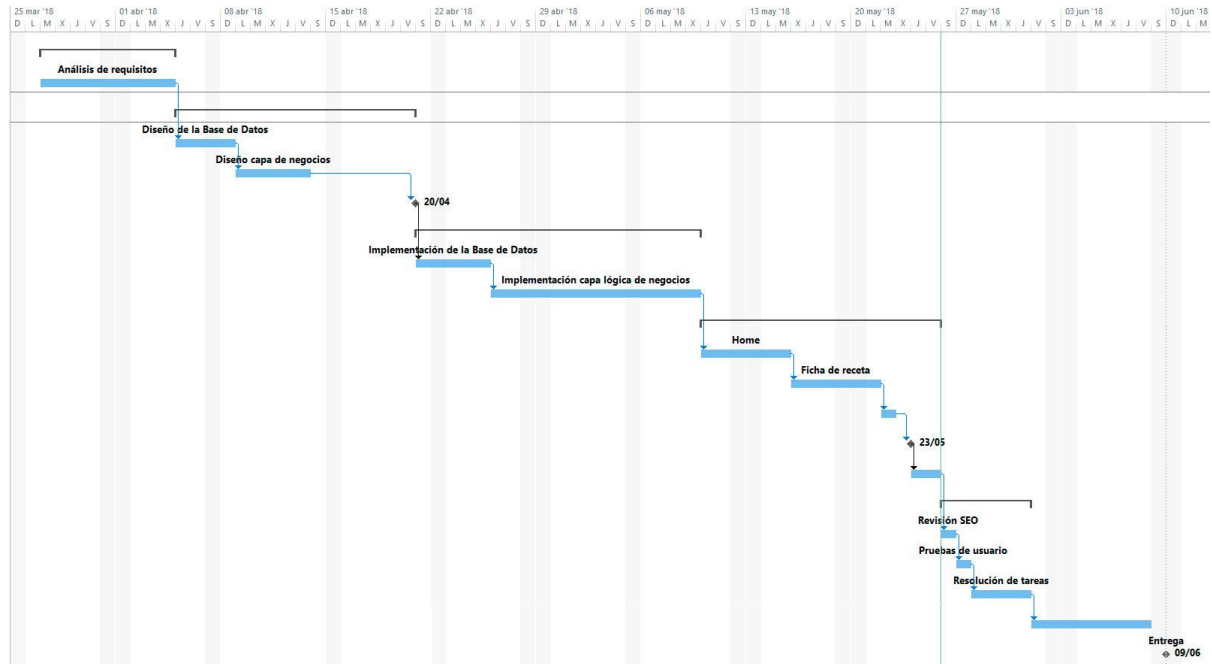 25 mar '18 01 abr '18 08 abr '18 15 abr '18 22 abr '18 29 abr '18 06 may '18 13 may '18 20 may '18 27 may '18 03 jun '18 10 jun '18
D L M X J V S D L M X J V S D L M X J V S D L M X J V S D L M X J V S D L M X J V S D L M X J V S D L M X J V S D L M X J V S D L M X J V S D L M X J V S D L M
Análisis de requisitos
Diseño de la Base de Datos
Diseño capa de negocios
20/04
Implementación de la Base de Datos
Implementación capa lógica de negocios
Home
Ficha de receta
23/05
Revisión SEO
Pruebas de usuario
Resolución de tareas
Entrega
09/06